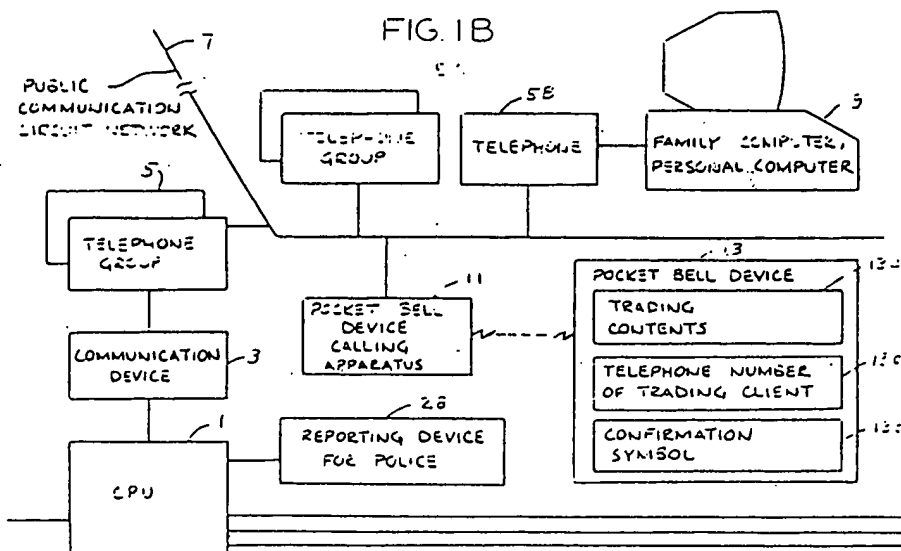 FIG. 1B
7
PUBLIC
COMMUNICATION
CIRCUIT NETWORK
TELEPHONE
GROUP
5B
TELEPHONE
9
FAMILY COMPUTER,
PERSONAL COMPUTER
5
TELEPHONE
GROUP
11
POCKET BELL
DEVICE
CALLING
APPARATUS
13
POCKET BELL DEVICE
TRADING
CONTENTS
TELEPHONE NUMBER
OF TRADING CLIENT
CONFIRMATION
SYMBOL
COMMUNICATION
DEVICE
3
1
CPU
28
REPORTING DEVICE
FOR POLICE